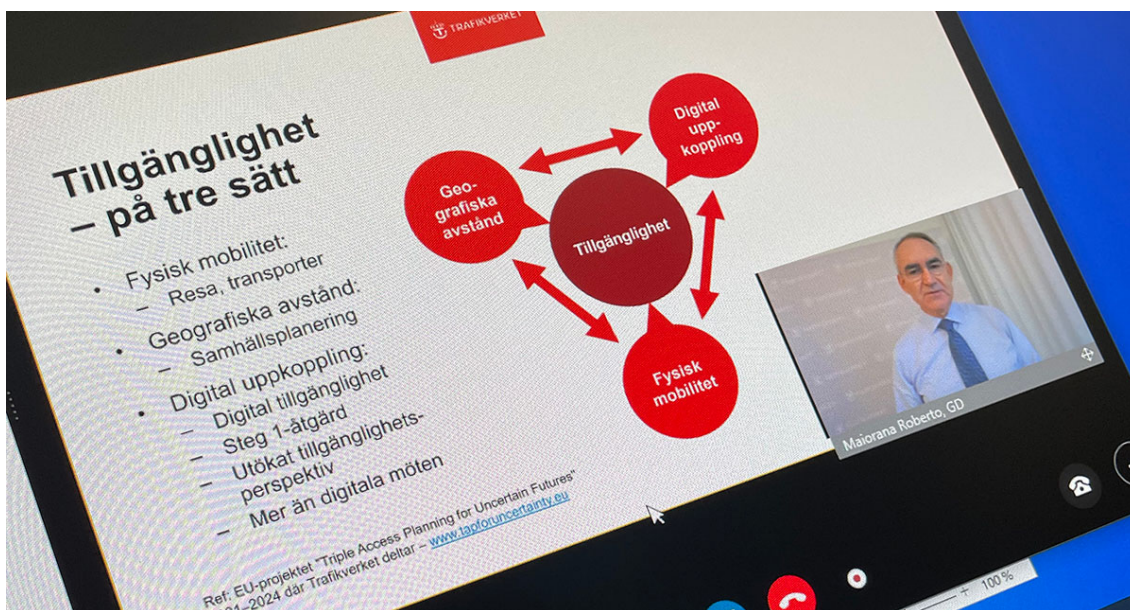 TRAFIKVERKET
Tillgänglighet
– på tre sätt
• Fysisk mobilitet:
– Resa, transporter
• Geografiska avstånd:
– Samhällsplanering
• Digital uppkoppling:
– Digital tillgänglighet
– Steg 1-åtgärd
– Utökat tillgänglighets-
perspektiv
– Mer än digitala möten
Ref: EU-projektet "Triple Access Planning for Uncertain Futures"
–2024 där Trafikverket deltar – www.tapforuncertainty.eu
Digital
upp-
koppling
Geo-
grafiska
avstånd
Tillgänglighet
Fysisk
mobilitet
Maiorana Roberto, GD
+ 100 %